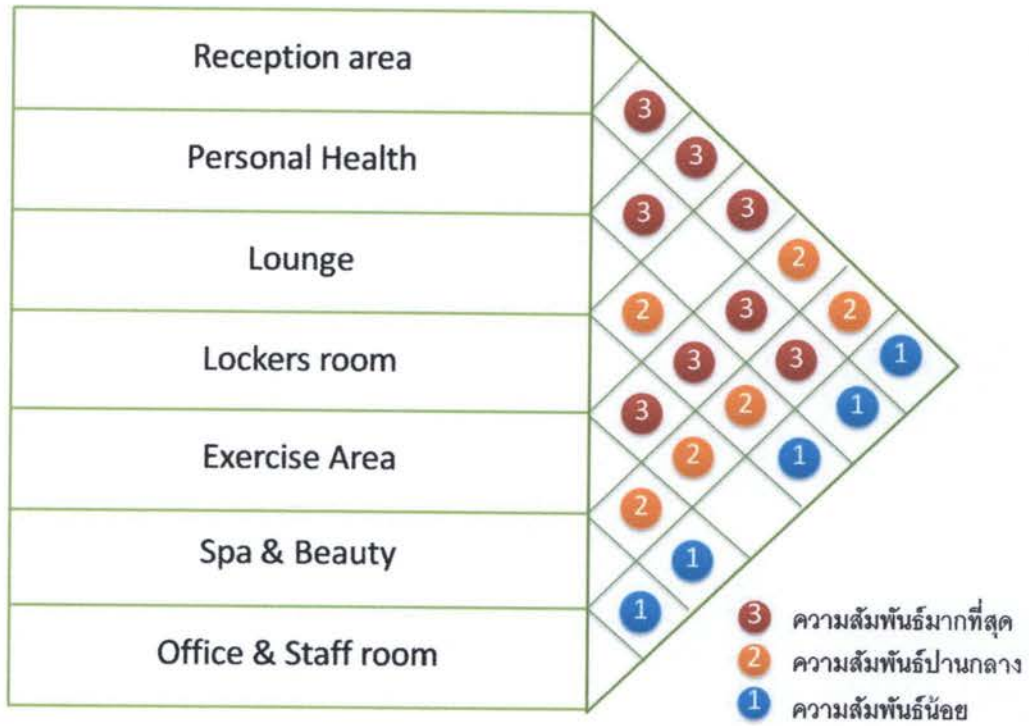 Reception area
3
3
Personal Health
3
3
Lounge
2
2
3
2
Lockers room
3
3
1
3
2
1
Exercise Area
2
1
2
Spa & Beauty
1
1
3 ความสัมพันธ์มากที่สุด
Office & Staff room
2 ความสัมพันธ์ปานกลาง
1 ความสัมพันธ์น้อย